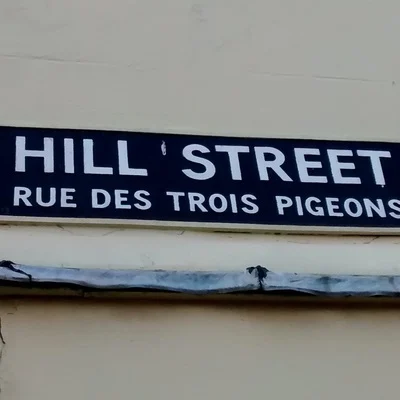 HILL STREET
RUE DES TROIS PIGEONS